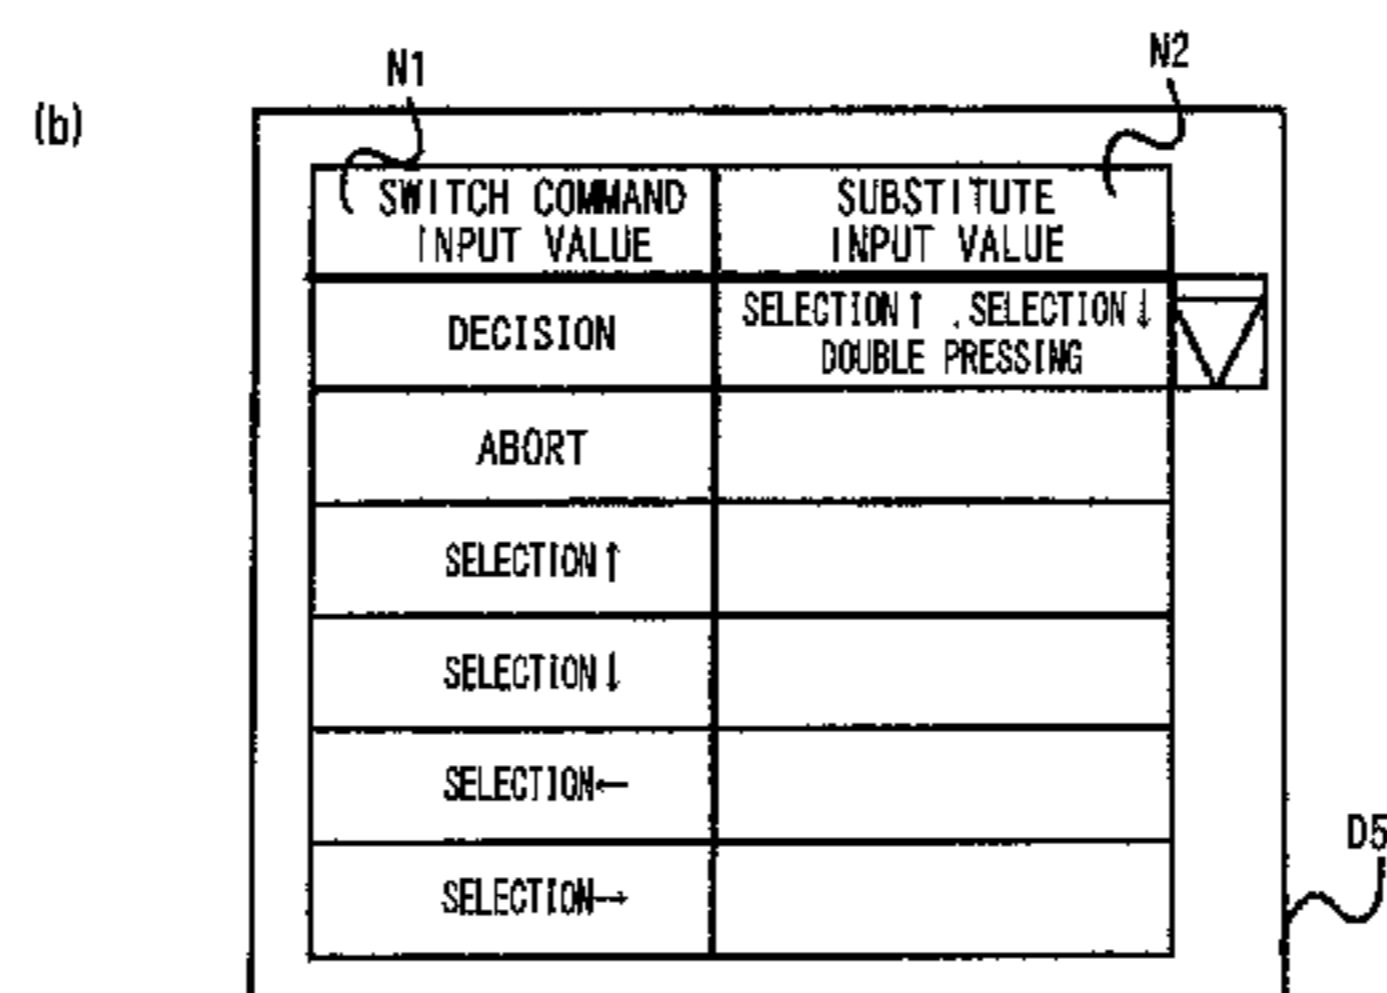 N1
N2
(b)
SWITCH COMMAND
INPUT VALUE
SUBSTITUTE
INPUT VALUE
DECISION
SELECTION↑ ,SELECTION↓
DOUBLE PRESSING
ABORT
SELECTION↑
SELECTION↓
SELECTION←
SELECTION→
D5